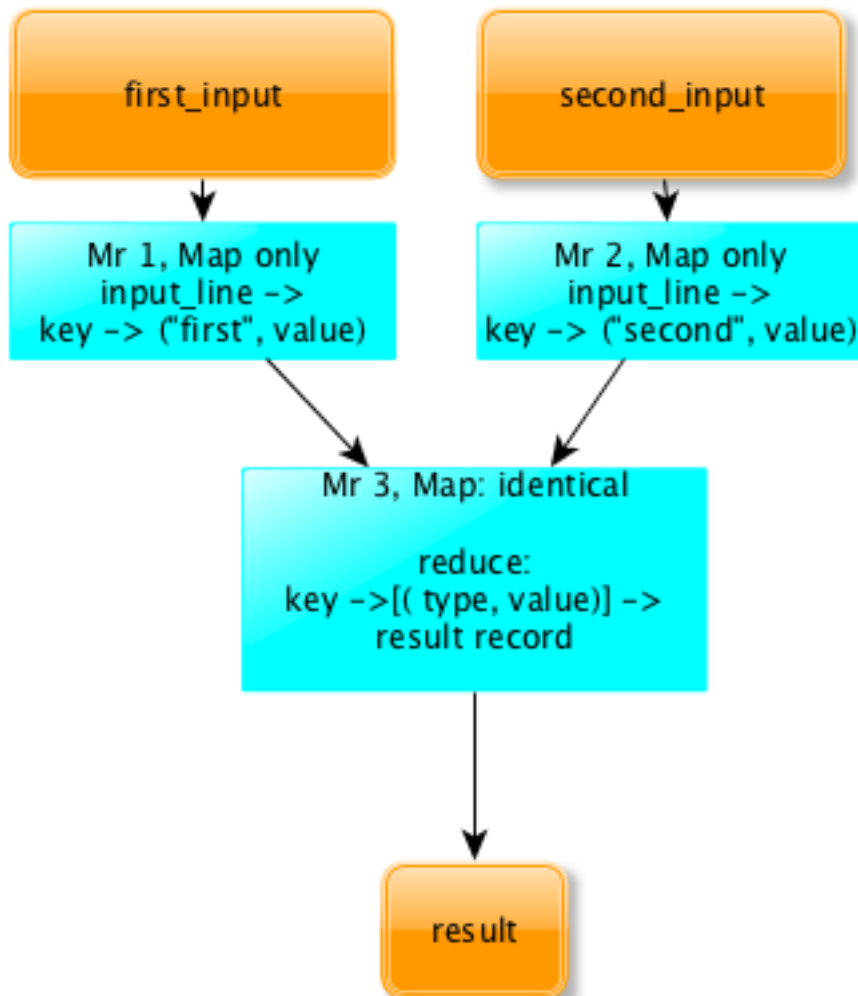 first_input
second_input
Mr 1, Map only
input_line ->
key -> ("first", value)
Mr 2, Map only
input_line ->
key -> ("second", value)
Mr 3, Map: identical
reduce:
key ->[( type, value)] ->
result record
result